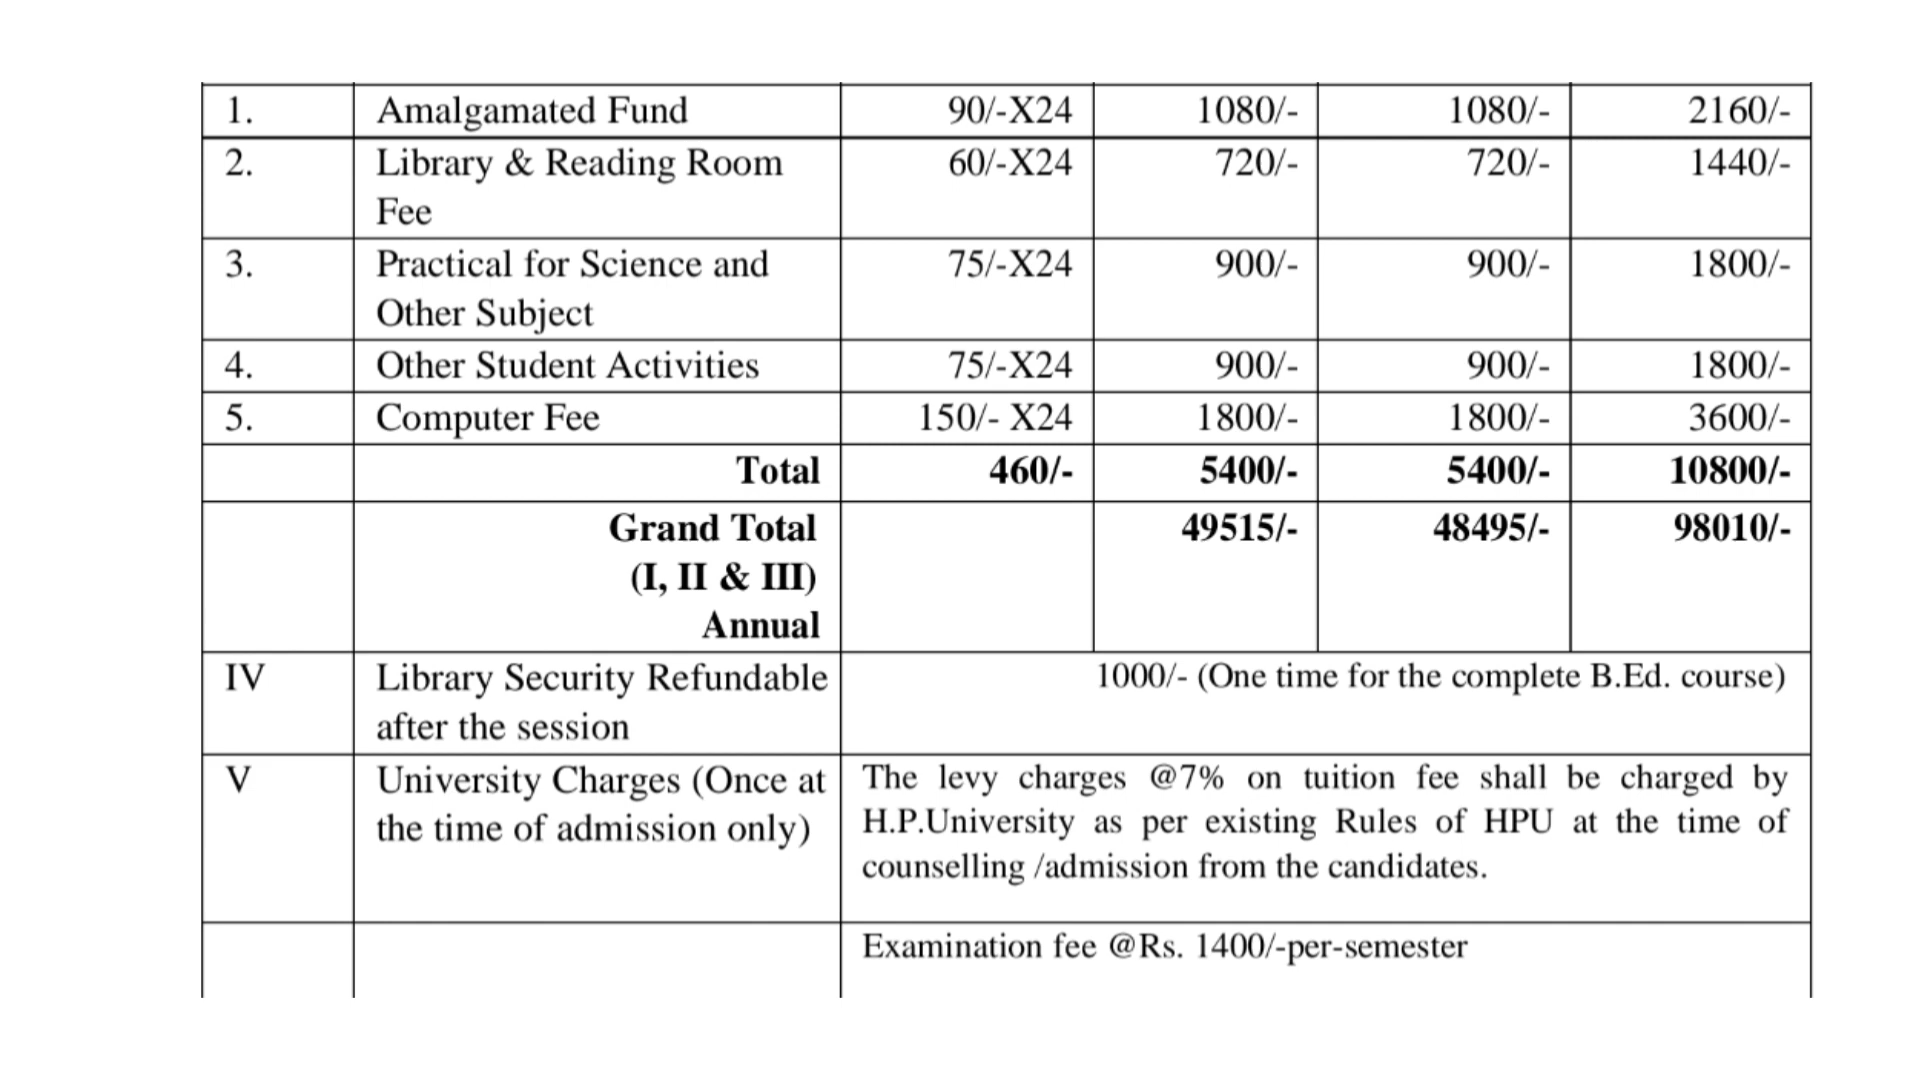 1. Amalgamated Fund 90/-X24 1080/- 1080/- 2160/-
2. Library & Reading Room 60/-X24 720/- 720/- 1440/-
Fee
3. Practical for Science and 75/-X24 900/- 900/- 1800/-
Other Subject
4. Other Student Activities 75/-X24 900/- 900/- 1800/-
5. Computer Fee 150/- X24 1800/- 1800/- 3600/-
Total 460/- 5400/- 5400/- 10800/-
Grand Total 49515/- 48495/- 98010/-
(I, II & III)
Annual
IV Library Security Refundable 1000/- (One time for the complete B.Ed. course)
after the session
V University Charges (Once at The levy charges @7% on tuition fee shall be charged by
the time of admission only) H.P.University as per existing Rules of HPU at the time of
counselling /admission from the candidates.
Examination fee @Rs. 1400/-per-semester